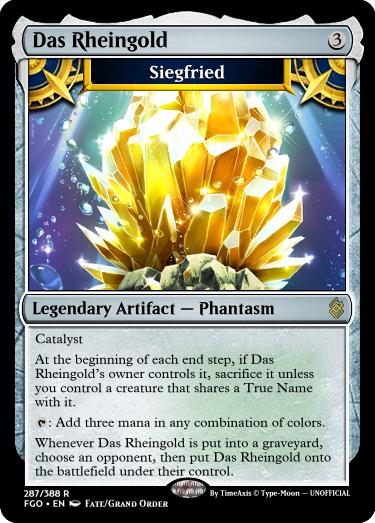 Das Rheingold 3
Siegfried
Legendary Artifact — Phantasm
Catalyst
At the beginning of each end step, if Das
Rheingold's owner controls it, sacrifice it unless
you control a creature that shares a True Name
with it.
: Add three mana in any combination of colors.
Whenever Das Rheingold is put into a graveyard,
choose an opponent, then put Das Rheingold onto
the battlefield under their control.
287/388 R
FGO • EN Fate/Grand Order
By TimeAxis © Type-Moon — UNOFFICIAL